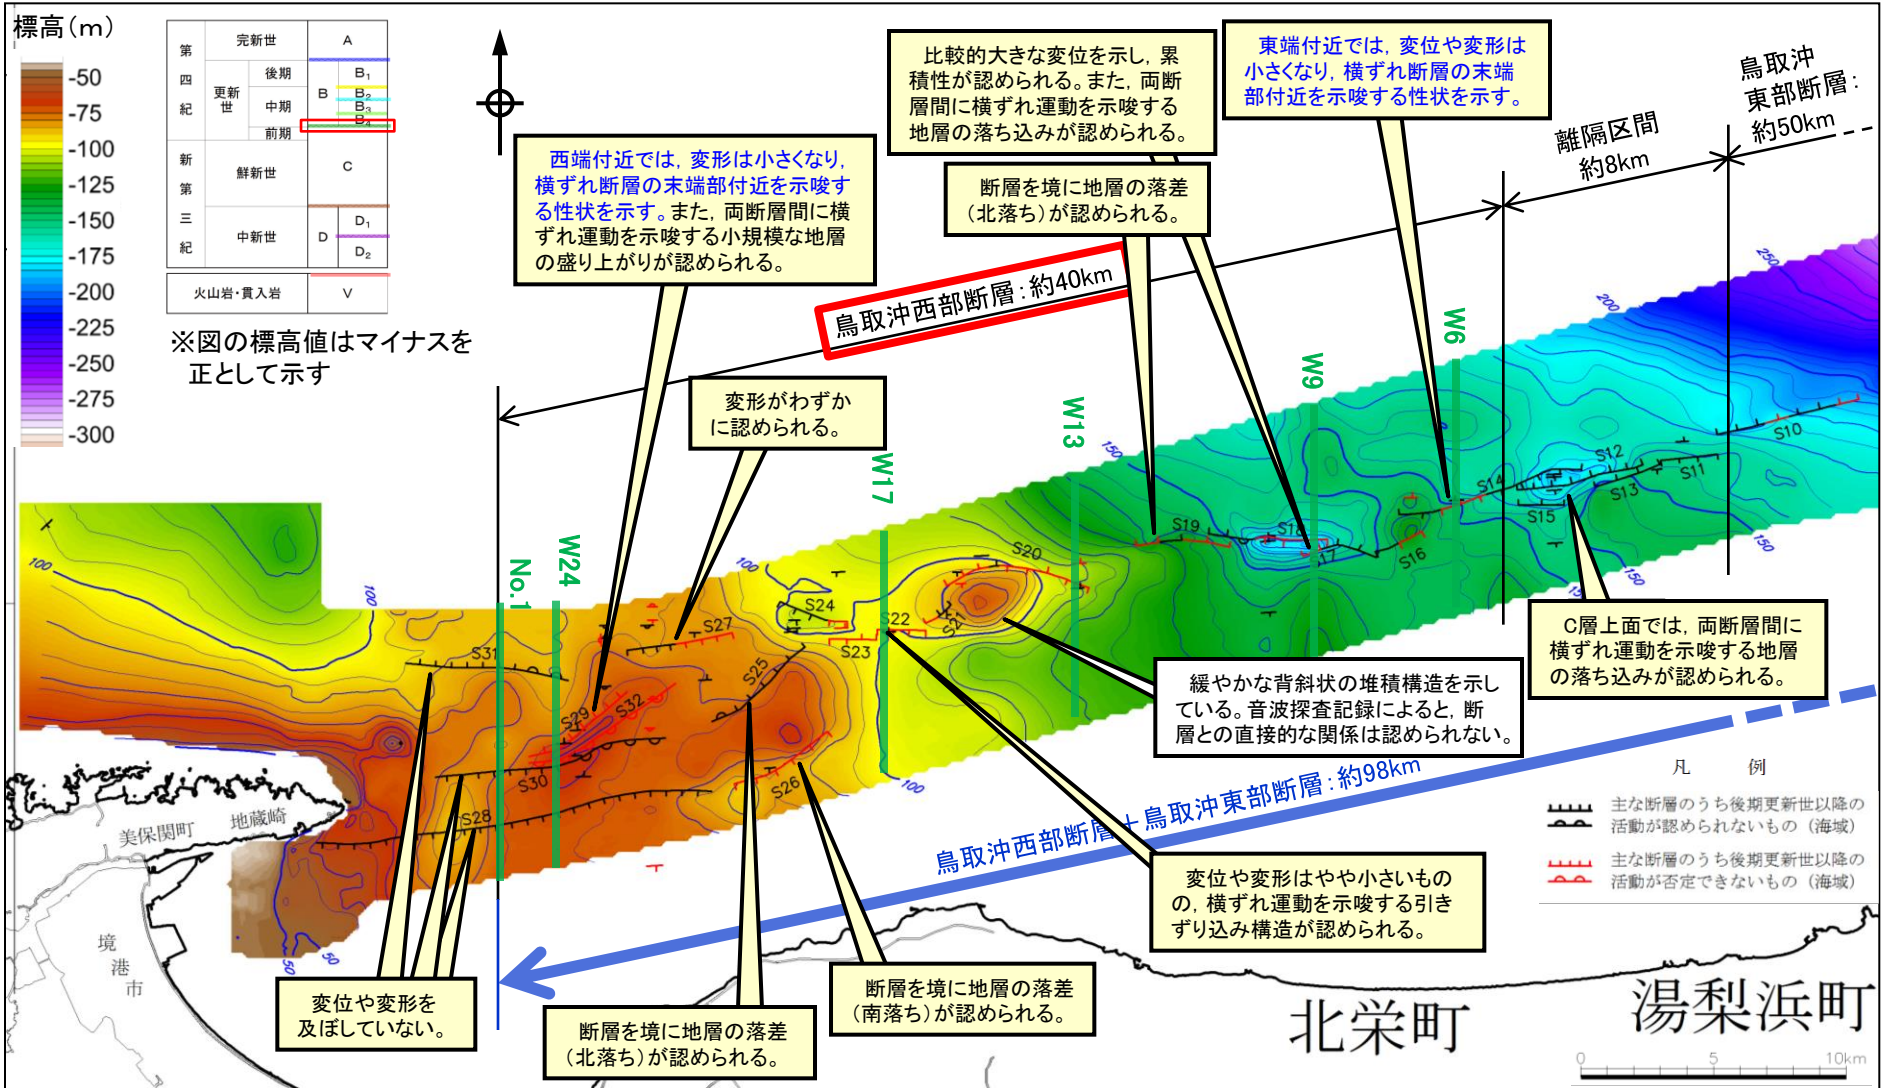 標高(m)
-50
-75
-100
-125
-150
-175
-200
-225
-250
-275
-300
第四紀
完新世
A
更新世
後期
中期
前期
B
B1
B2
B3
B4
新第三紀
鮮新世
C
中新世
D
D1
D2
火山岩・貫入岩
V
※図の標高値はマイナスを
正として示す
西端付近では，変形は小さくなり，
横ずれ断層の末端部付近を示唆す
る性状を示す。また，両断層間に横
ずれ運動を示唆する小規模な地層
の盛り上がりが認められる。
比較的大きな変位を示し，累
積性が認められる。また，両断
層間に横ずれ運動を示唆する
地層の落ち込みが認められる。
断層を境に地層の落差
（北落ち）が認められる。
東端付近では，変位や変形は
小さくなり，横ずれ断層の末端
部付近を示唆する性状を示す。
離隔区間
約8km
鳥取沖
東部断層：
約50km
鳥取沖西部断層：約40km
変形がわずか
に認められる。
No.1
W24
W17
W13
W9
W6
S10
S11
S12
S13
S14
S15
S16
S17
S18
S19
S20
S21
S22
S23
S24
S25
S26
S27
S28
S29
S30
S31
S32
100
100
100
100
150
150
150
200
250
50
50
C層上面では，両断層間に
横ずれ運動を示唆する地層
の落ち込みが認められる。
緩やかな背斜状の堆積構造を示し
ている。音波探査記録によると，断
層との直接的な関係は認められない。
鳥取沖西部断層＋鳥取沖東部断層：約98km
変位や変形はやや小さいもの
の，横ずれ運動を示唆する引き
ずり込み構造が認められる。
断層を境に地層の落差
（南落ち）が認められる。
断層を境に地層の落差
（北落ち）が認められる。
変位や変形を
及ぼしていない。
凡 例
主な断層のうち後期更新世以降の
活動が認められないもの（海域）
主な断層のうち後期更新世以降の
活動が否定できないもの（海域）
美保関町
地蔵崎
境港市
北栄町
湯梨浜町
0 5 10km